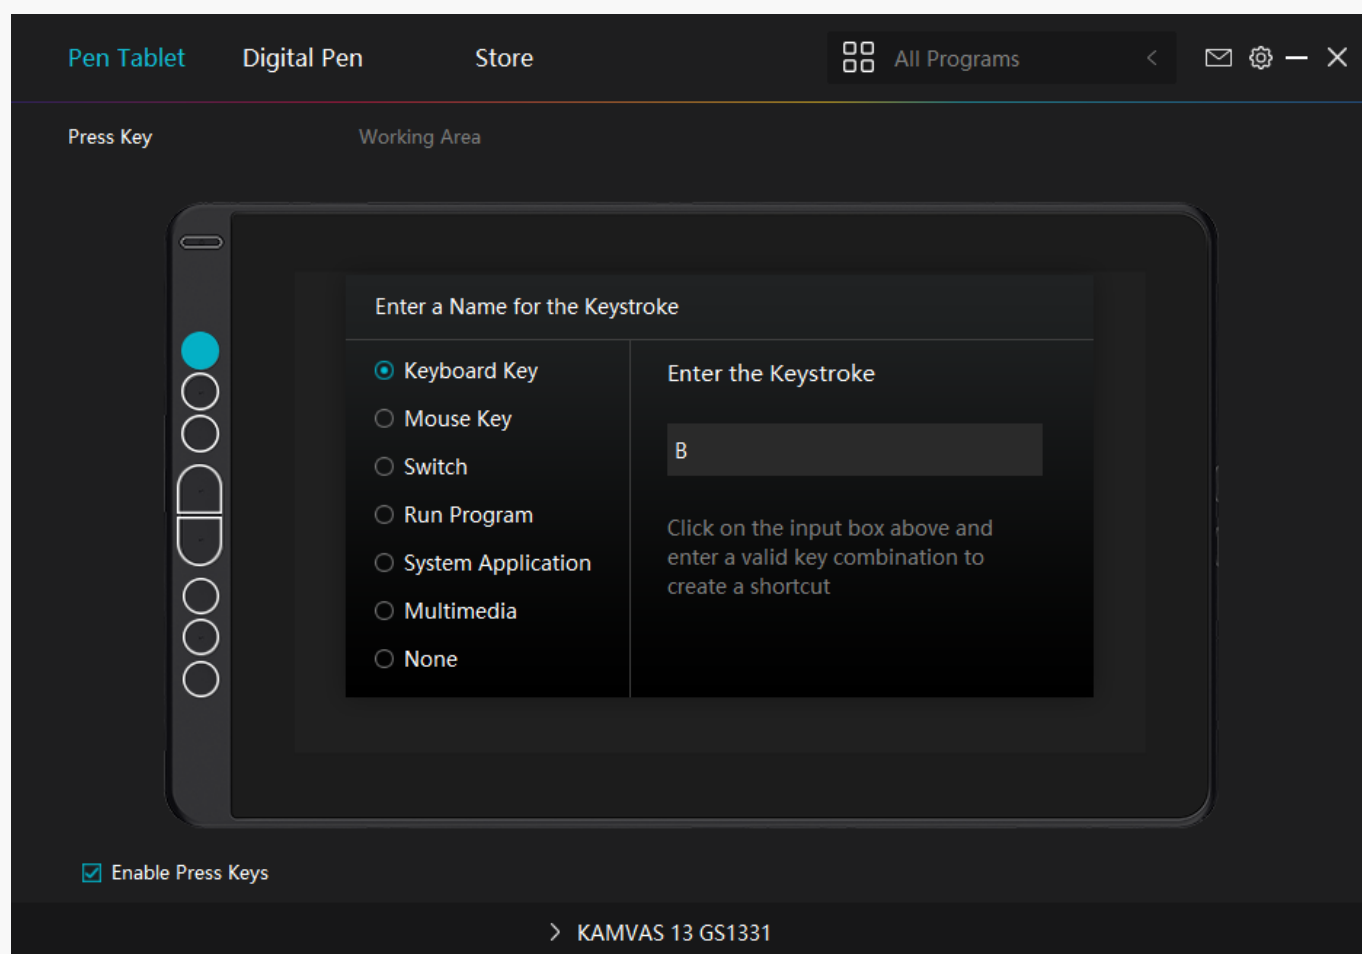 Pen Tablet Digital Pen Store All Programs
Press Key Working Area
Enter a Name for the Keystroke
Keyboard Key
Mouse Key
Switch
Run Program
System Application
Multimedia
None
Enter the Keystroke
B
Click on the input box above and
enter a valid key combination to
create a shortcut
Enable Press Keys
KAMVAS 13 GS1331